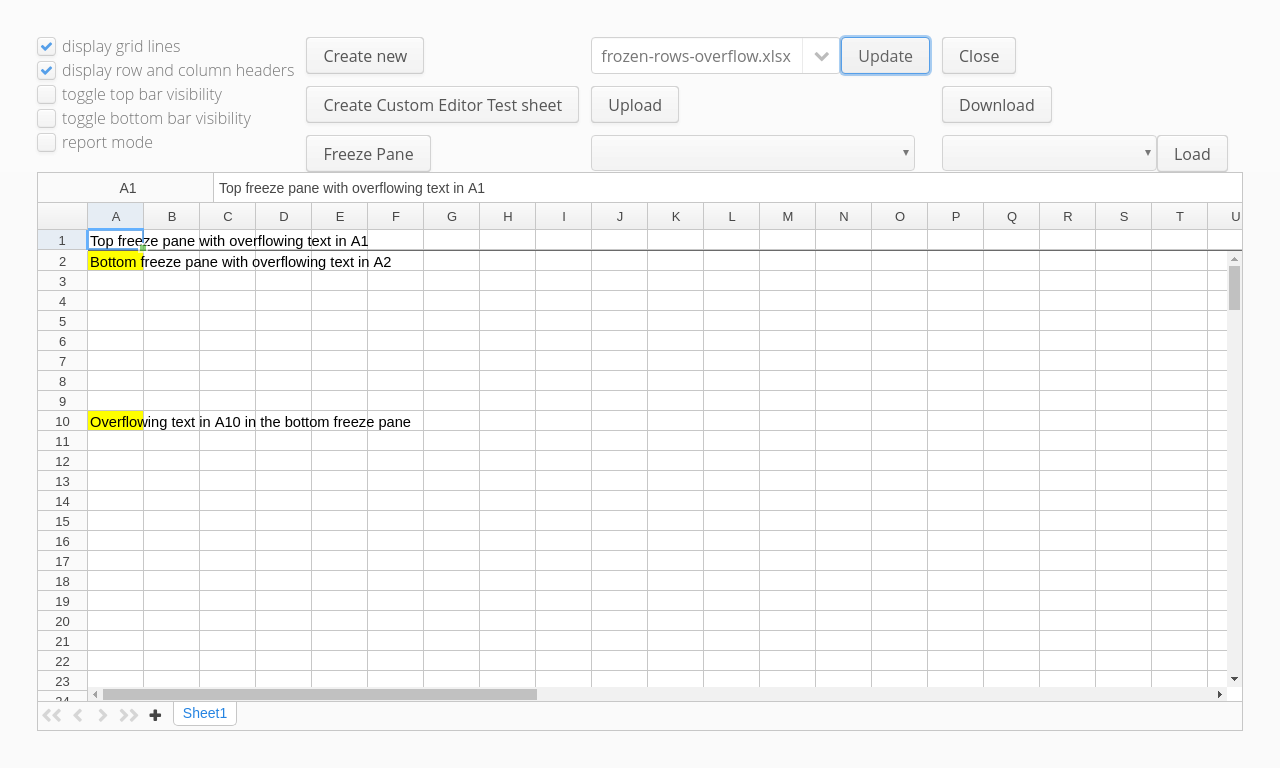 display grid lines
display row and column headers
toggle top bar visibility
toggle bottom bar visibility
report mode
Create new
frozen-rows-overflow.xlsx
Update
Close
Create Custom Editor Test sheet
Upload
Download
Freeze Pane
Load
A1
Top freeze pane with overflowing text in A1
A B C D E F G H I J K L M N O P Q R S T U
1 Top freeze pane with overflowing text in A1
2 Bottom freeze pane with overflowing text in A2
3
4
5
6
7
8
9
10 Overflowing text in A10 in the bottom freeze pane
11
12
13
14
15
16
17
18
19
20
21
22
23
24
Sheet1